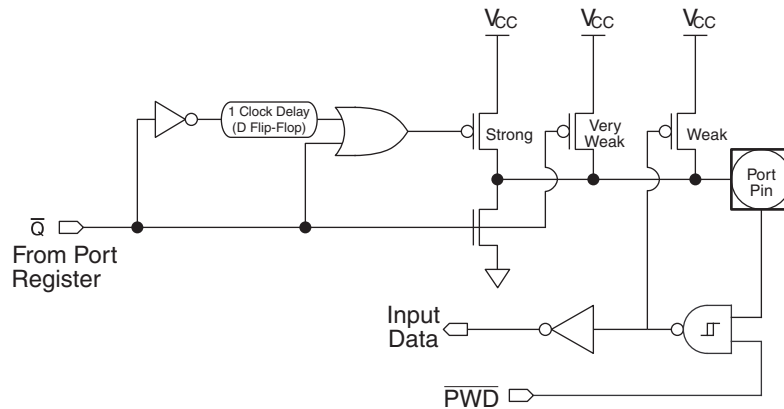 VCC
VCC
VCC
1 Clock Delay
(D Flip-Flop)
Strong
Very
Weak
Weak
Port
Pin
Q̅
From Port
Register
Input
Data
P̅W̅D̅